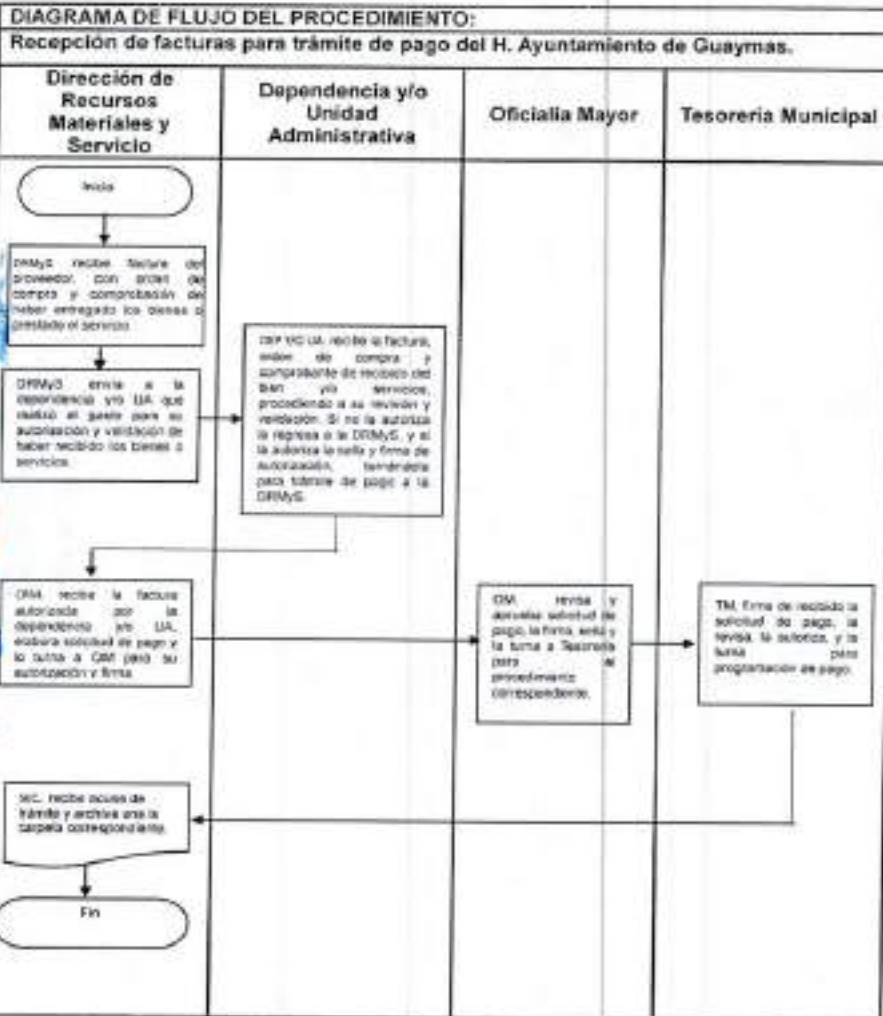 DIAGRAMA DE FLUJO DEL PROCEDIMIENTO:
Recepción de facturas para trámite de pago del H. Ayuntamiento de Guaymas.
Dirección de
Recursos
Materiales y
Servicio
Dependencia y/o
Unidad
Administrativa
Oficialia Mayor
Tesoreria Municipal
Inicio
DRMyS recibe factura del
proveedor, con orden de
compra y comprobación de
haber entregado los bienes o
prestado el servicio
DRMyS envia a la
dependencia y/o UA que
realizó el gasto para su
autorización y validación de
haber recibido los bienes o
servicios.
DEP Y/O UA, recibe la factura,
orden de compra y
comprobante de recibido del
bien y/o servicios,
procediendo a su revisión y
validación. Si no la autoriza
la regresa a la DRMyS, y si
la autoriza la sella y firma de
autorización, turnándola
para trámite de pago a la
DRMyS.
recibe la factura
autorizada por la
dependencia y/o UA,
elabora solicitud de pago y
lo turna a OM para su
autorización y firma
OM, revisa y
aprueba solicitud de
pago, la firma, sella y
la turna a Tesorería
para el
procedimiento
correspondiente.
TM, firma de recibido la
solicitud de pago, la
revisa, la autoriza, y la
turna para
programación de pago.
SEC. recibe acuse de
trámite y archiva en la
carpeta correspondiente.
Fin